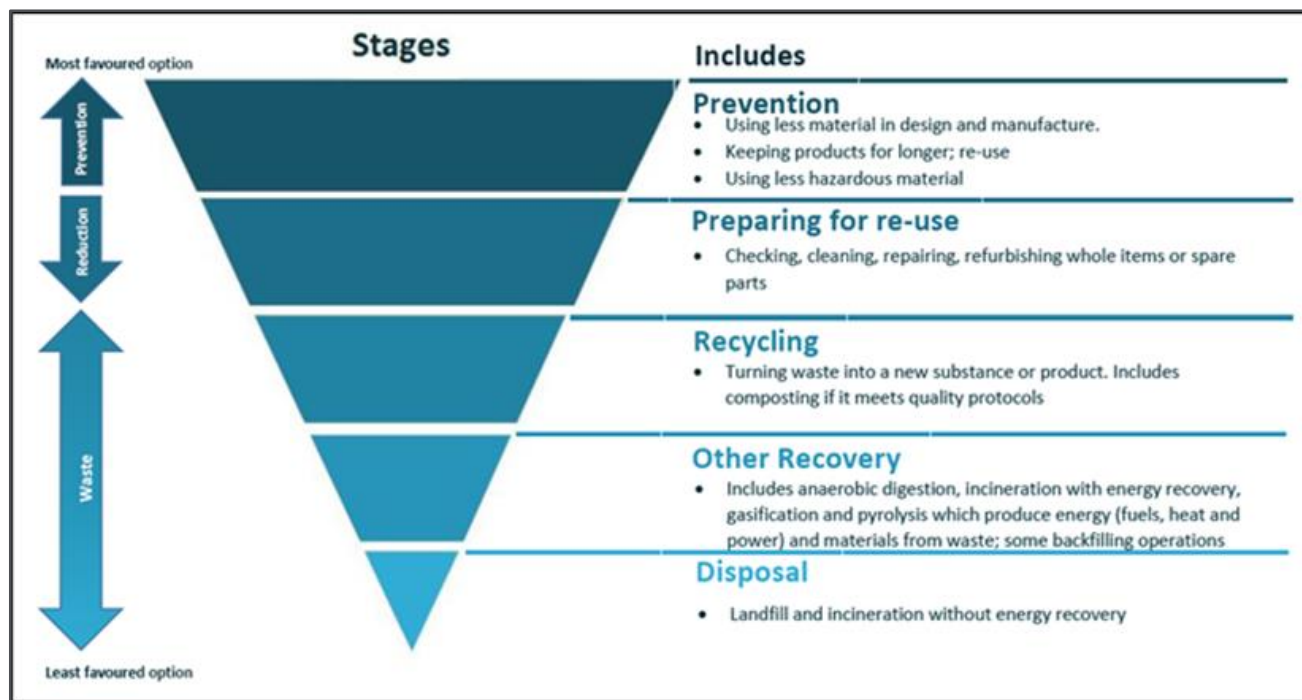 Stages
Includes
Most favoured option
Prevention
Reduction
Waste
Least favoured option
Prevention
• Using less material in design and manufacture.
• Keeping products for longer; re-use
• Using less hazardous material
Preparing for re-use
• Checking, cleaning, repairing, refurbishing whole items or spare
parts
Recycling
• Turning waste into a new substance or product. Includes
composting if it meets quality protocols
Other Recovery
• Includes anaerobic digestion, incineration with energy recovery,
gasification and pyrolysis which produce energy (fuels, heat and
power) and materials from waste; some backfilling operations
Disposal
• Landfill and incineration without energy recovery